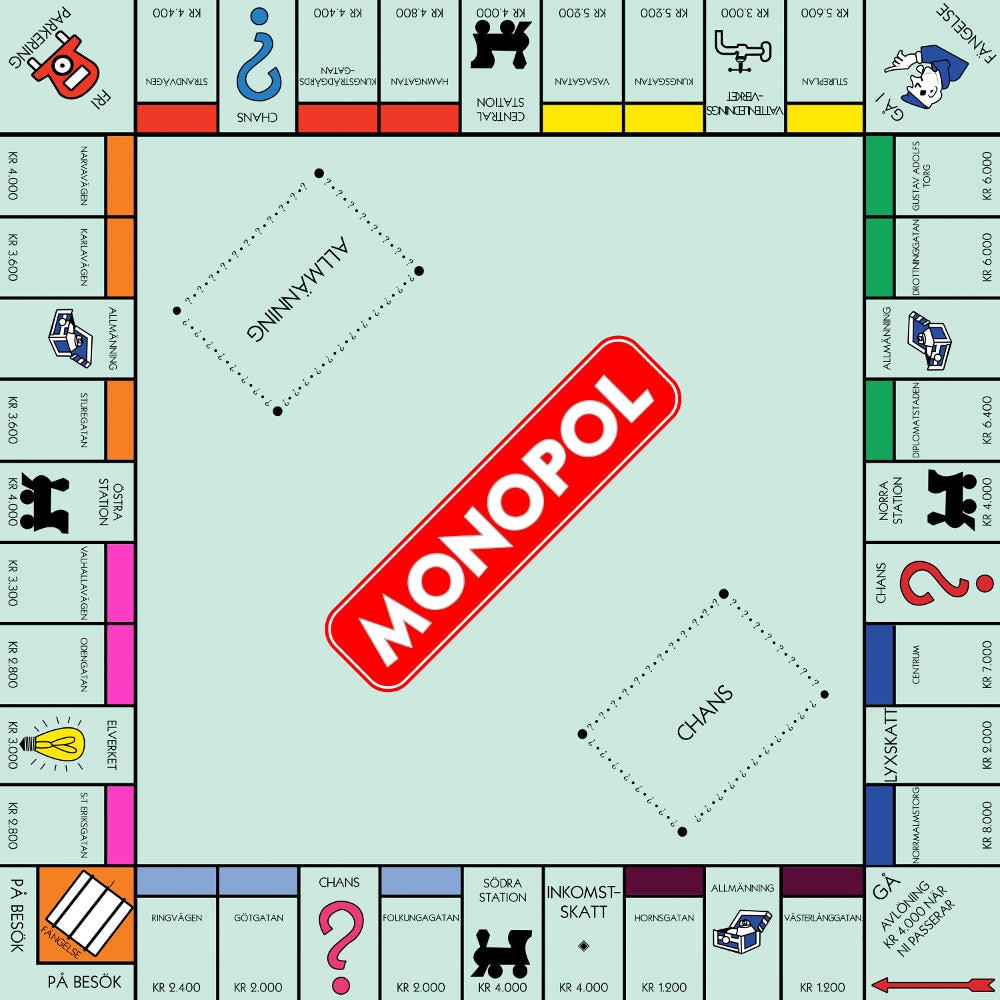 FRI
PARKERING
STRANDVÄGEN
KR 4.400
CHANS
KUNGSTRÄDGÅRDS
-GATAN
KR 4.400
HAMNGATAN
KR 4.800
CENTRAL
STATION
KR 4.000
VASAGATAN
KR 5.200
KUNGSGATAN
KR 5.200
VATTENLEDNINGS
-VERKET
KR 3.000
STUREPLAN
KR 5.600
GÅ I
FÄNGELSE
GUSTAV ADOLFS
TORG
KR 6.000
DROTTNINGGATAN
KR 6.000
ALLMÄNNING
DIPLOMATSTADEN
KR 6.400
NORRA
STATION
KR 4.000
CHANS
CENTRUM
KR 7.000
LYXSKATT
KR 2.000
NORRMALMSTORG
KR 8.000
GÅ
AVLÖNING
KR 4.000 NÄR
NI PASSERAR
VÄSTERLÅNGGATAN
KR 1.200
ALLMÄNNING
HORNSGATAN
KR 1.200
INKOMST-
SKATT
KR 4.000
SÖDRA
STATION
KR 4.000
FOLKUNGAGATAN
KR 2.000
CHANS
GÖTGATAN
KR 2.000
RINGVÄGEN
KR 2.400
FÄNGELSE
PÅ BESÖK
PÅ BESÖK
S:T ERIKSGATAN
KR 2.800
ELVERKET
KR 3.000
ODENGATAN
KR 2.800
VALHALLAVÄGEN
KR 3.300
ÖSTRA
STATION
KR 4.000
STUREGATAN
KR 3.600
ALLMÄNNING
KARLAVÄGEN
KR 3.600
NARVAVÄGEN
KR 4.000
ALLMÄNNING
MONOPOL
CHANS